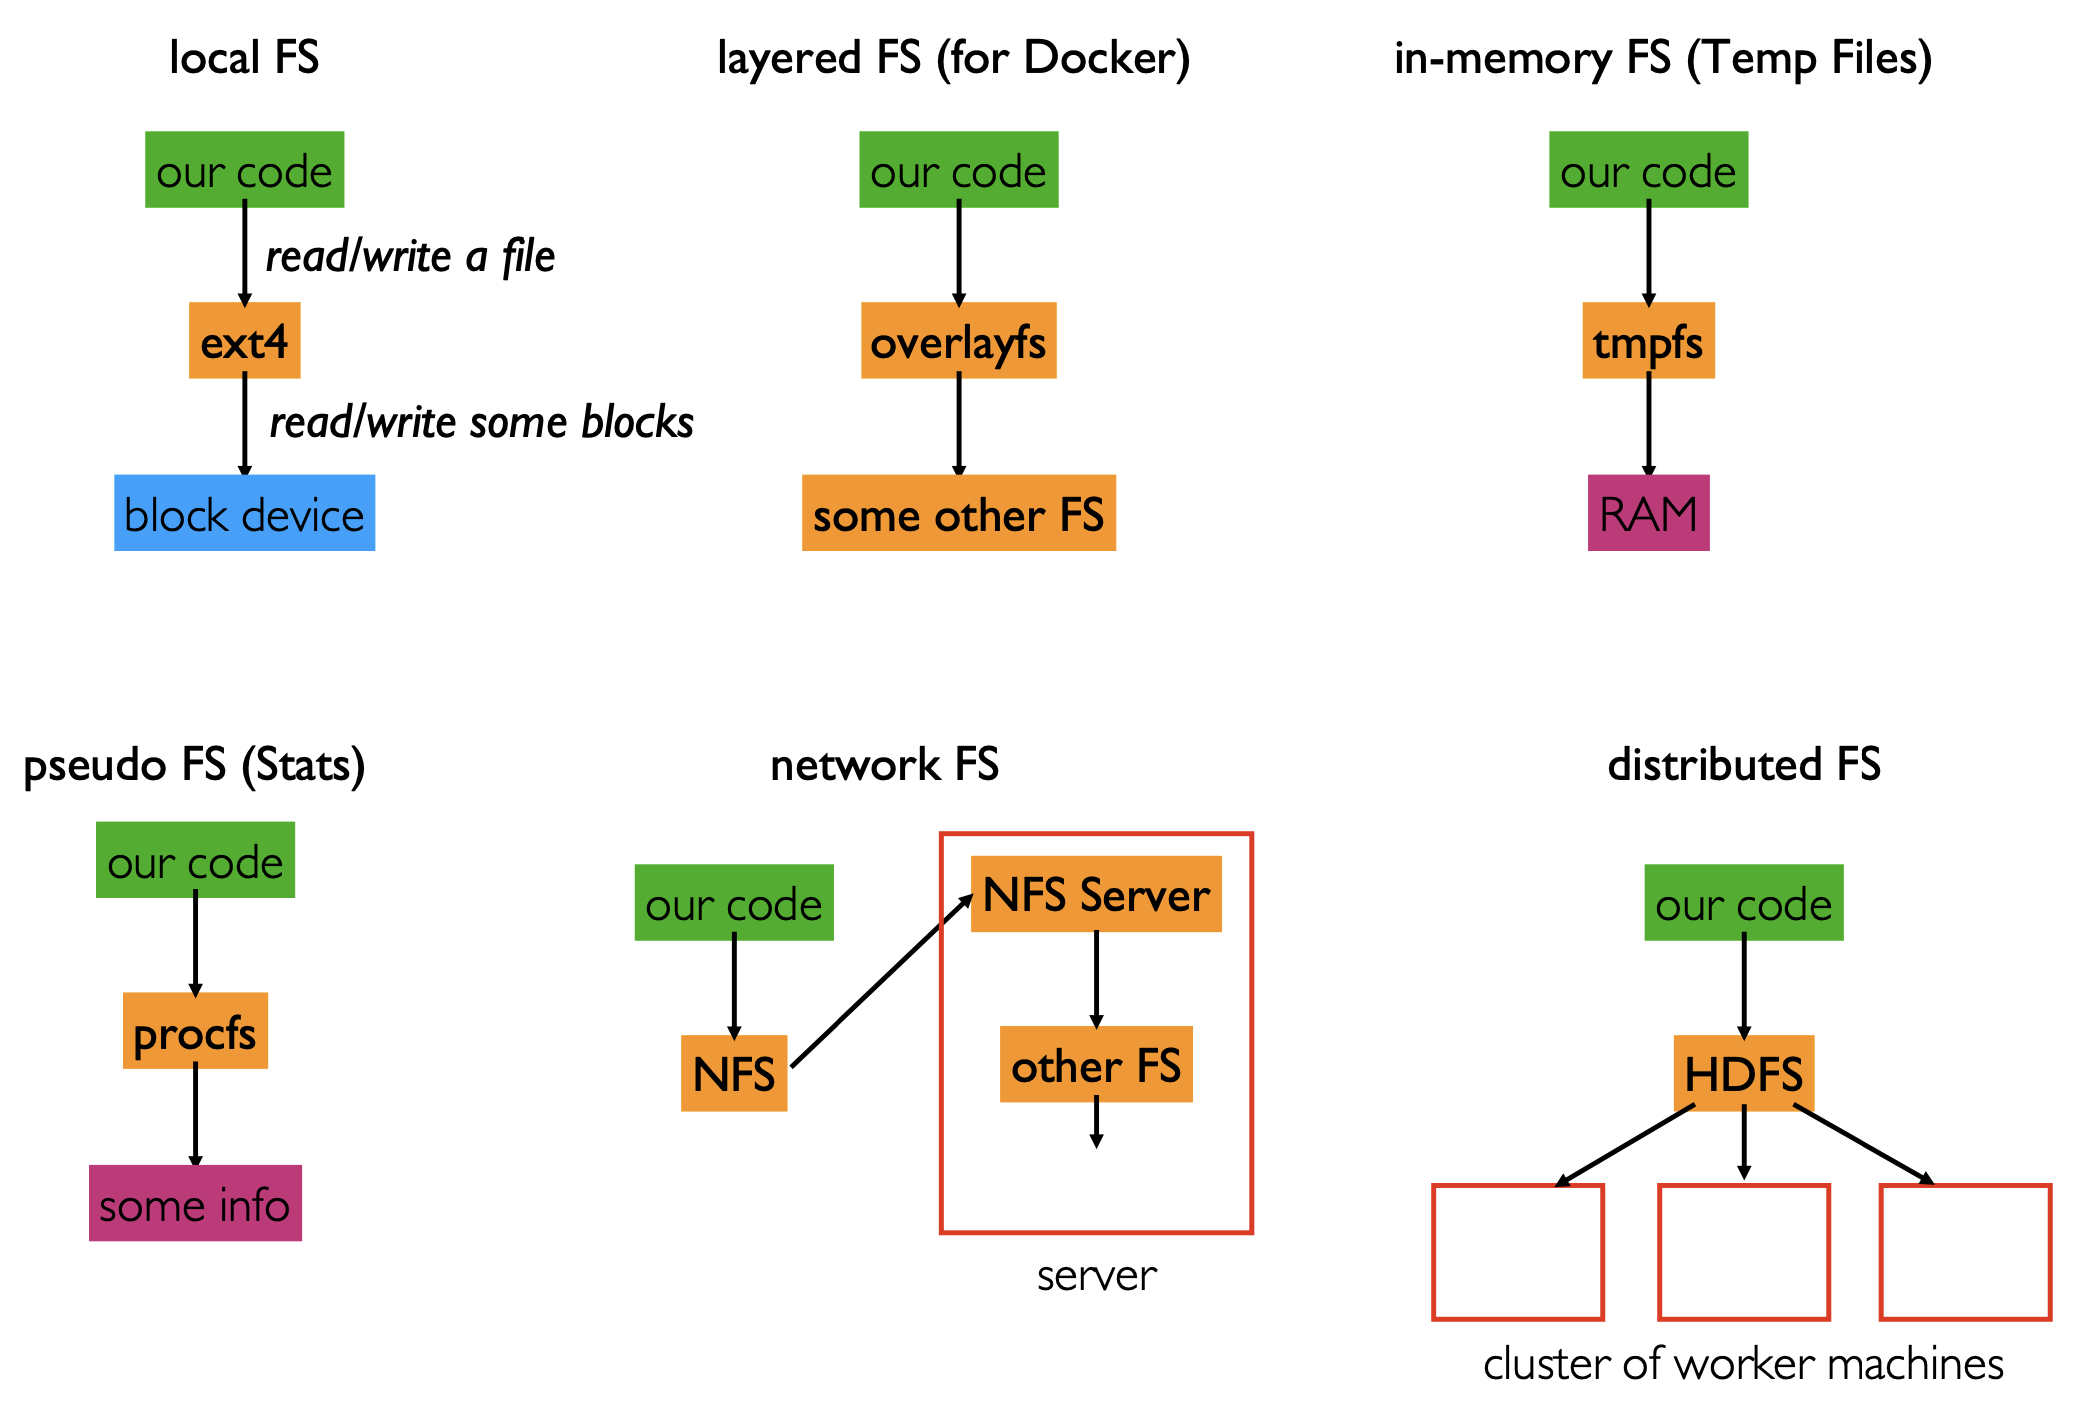 local FS
our code
read/write a file
ext4
read/write some blocks
block device
layered FS (for Docker)
our code
overlayfs
some other FS
in-memory FS (Temp Files)
our code
tmpfs
RAM
pseudo FS (Stats)
our code
procfs
some info
network FS
our code
NFS
NFS Server
other FS
server
distributed FS
our code
HDFS
cluster of worker machines